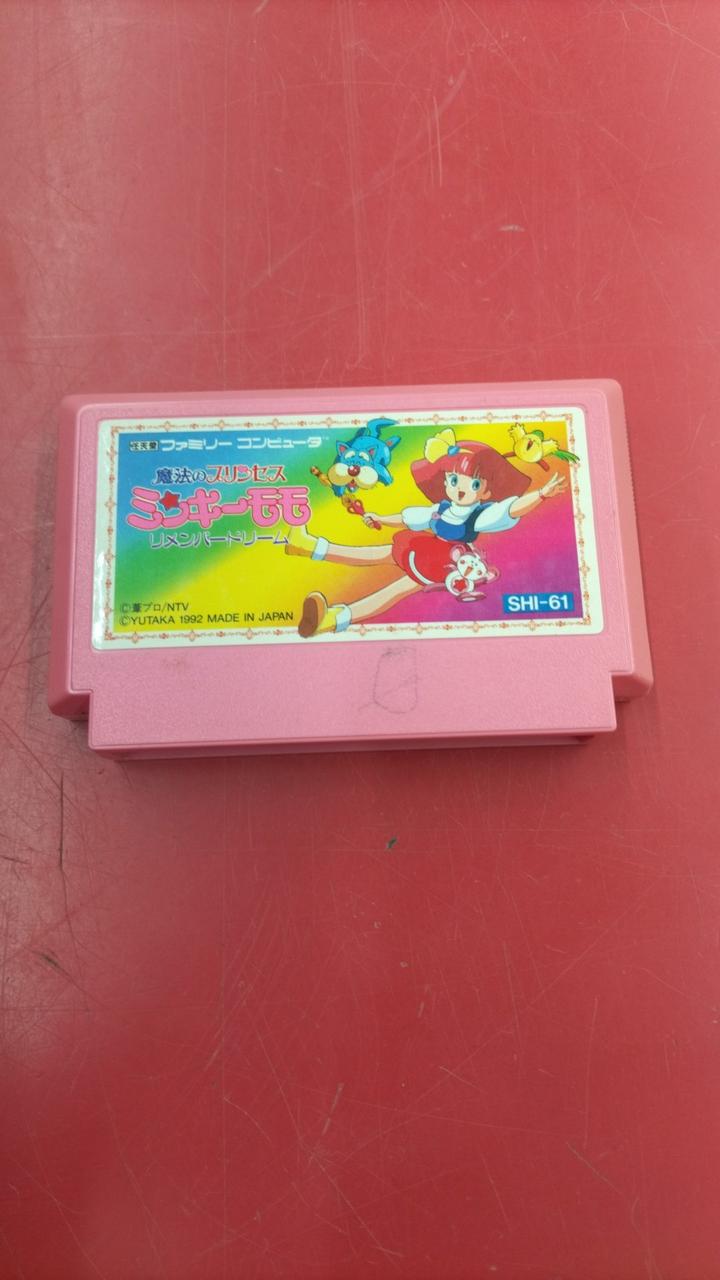 任天堂 ファミリー コンピュータ™
魔法のプリンセス
ミンキーモモ
リメンバードリーム
©葦プロ/NTV
©YUTAKA 1992 MADE IN JAPAN
SHI-61